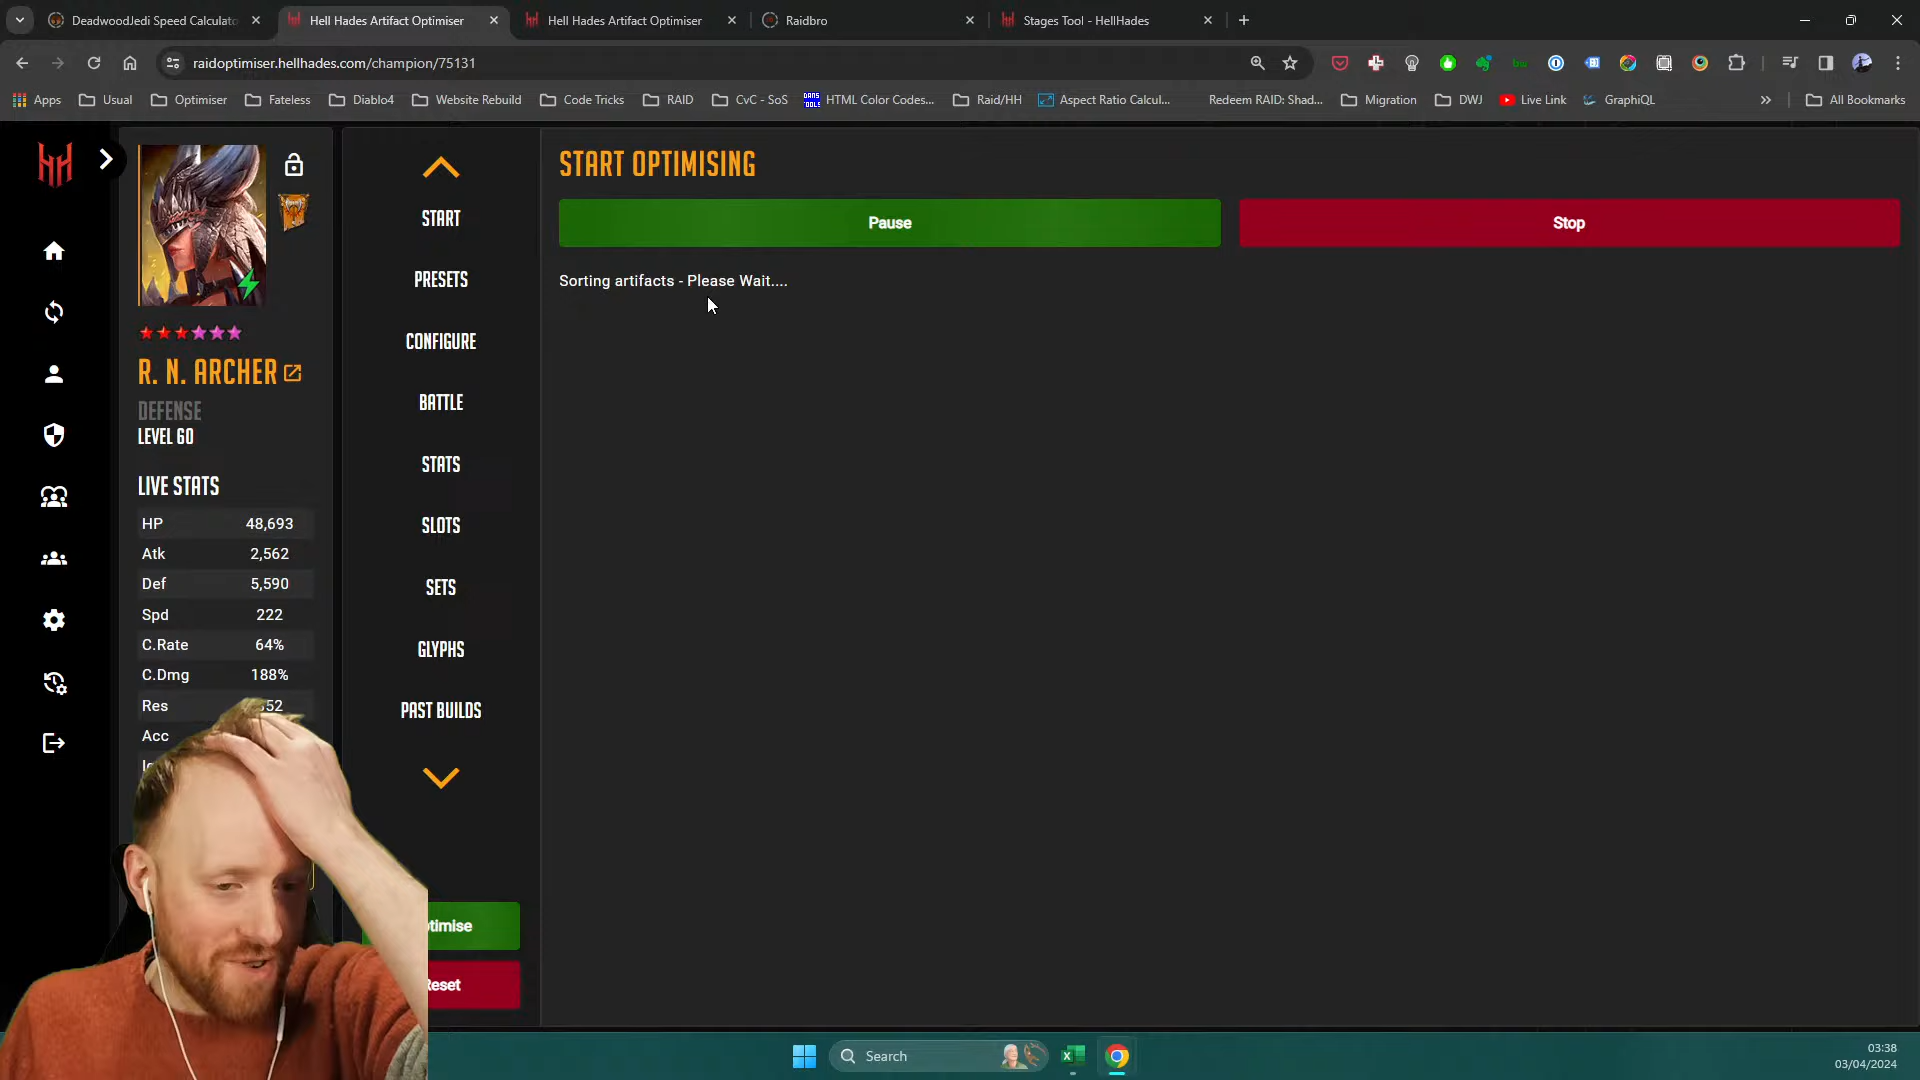 DeadwoodJedi Speed Calculato
Hell Hades Artifact Optimiser
Hell Hades Artifact Optimiser
Raidbro
Stages Tool - HellHades
raidoptimiser.hellhades.com/champion/75131
Apps
Usual
Optimiser
Fateless
Diablo4
Website Rebuild
Code Tricks
RAID
CvC - SoS
HTML Color Codes...
Raid/HH
Aspect Ratio Calcul...
Redeem RAID: Shad...
Migration
DWJ
Live Link
GraphiQL
All Bookmarks
R. N. ARCHER
DEFENSE
LEVEL 60
LIVE STATS
HP 48,693
Atk 2,562
Def 5,590
Spd 222
C.Rate 64%
C.Dmg 188%
Res 52
Acc
START
PRESETS
CONFIGURE
BATTLE
STATS
SLOTS
SETS
GLYPHS
PAST BUILDS
timise
eset
START OPTIMISING
Pause
Stop
Sorting artifacts - Please Wait....
Search
03:38
03/04/2024